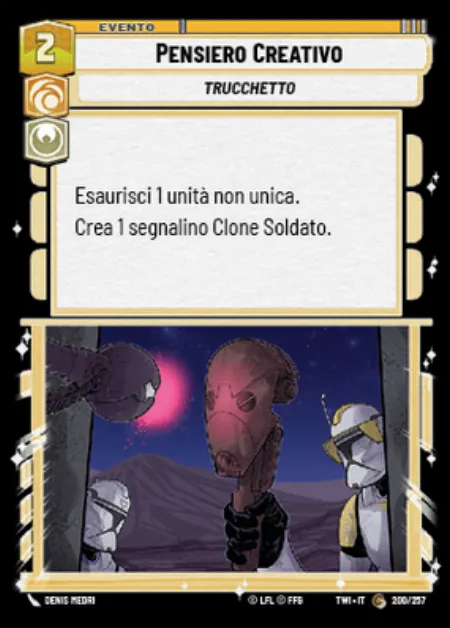 EVENTO
2
PENSIERO CREATIVO
TRUCCHETTO
Esaurisci 1 unità non unica.
Crea 1 segnalino Clone Soldato.
DENIS MEDRI
© LFL © FFG
TWI • IT
200/257